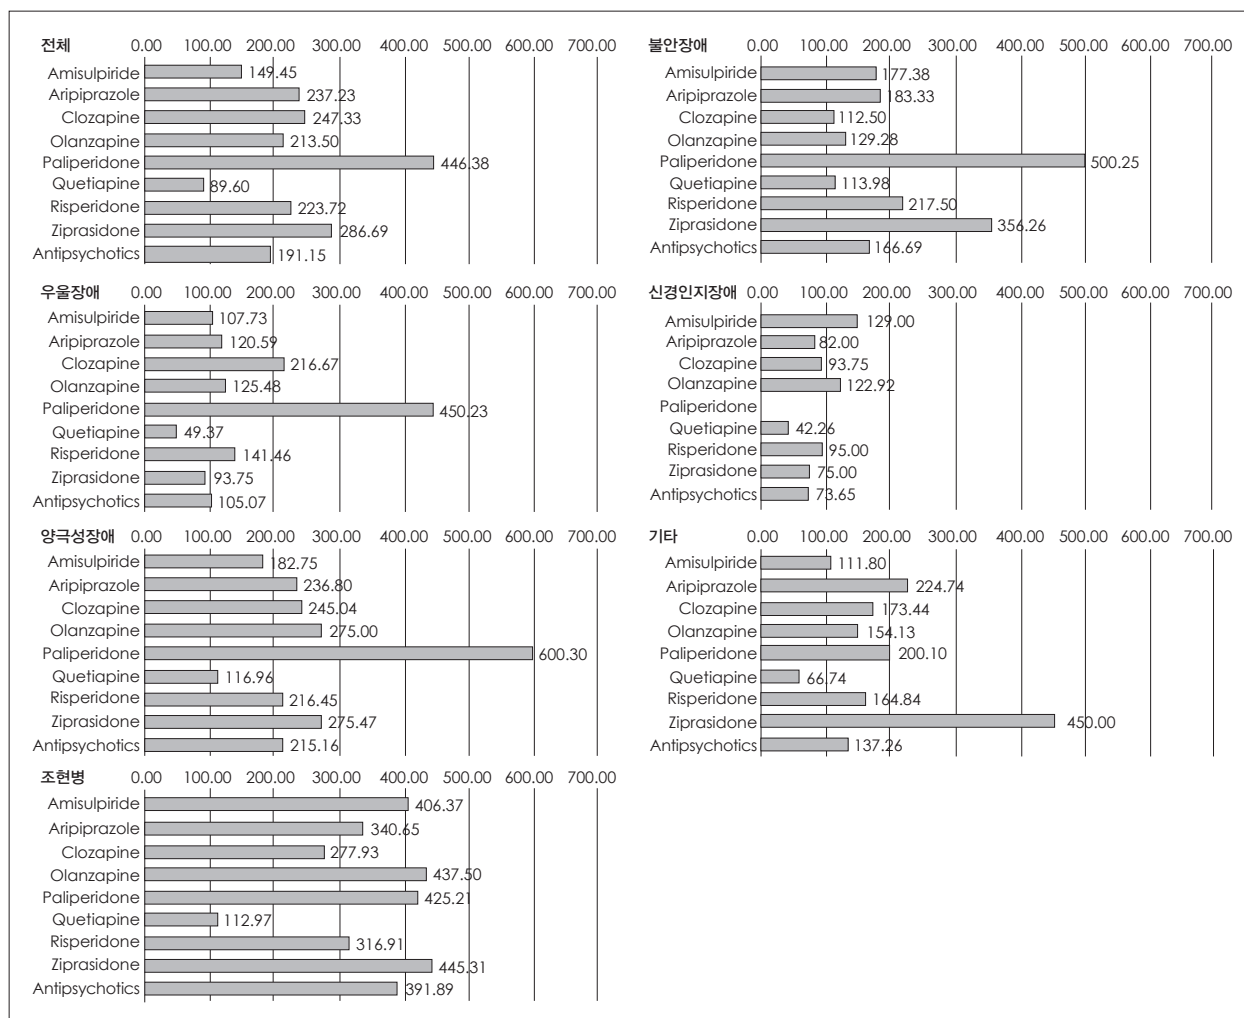 전체 0.00 100.00 200.00 300.00 400.00 500.00 600.00 700.00
Amisulpiride 149.45
Aripiprazole 237.23
Clozapine 247.33
Olanzapine 213.50
Paliperidone 446.38
Quetiapine 89.60
Risperidone 223.72
Ziprasidone 286.69
Antipsychotics 191.15
불안장애 0.00 100.00 200.00 300.00 400.00 500.00 600.00 700.00
Amisulpiride 177.38
Aripiprazole 183.33
Clozapine 112.50
Olanzapine 129.28
Paliperidone 500.25
Quetiapine 113.98
Risperidone 217.50
Ziprasidone 356.26
Antipsychotics 166.69
우울장애 0.00 100.00 200.00 300.00 400.00 500.00 600.00 700.00
Amisulpiride 107.73
Aripiprazole 120.59
Clozapine 216.67
Olanzapine 125.48
Paliperidone 450.23
Quetiapine 49.37
Risperidone 141.46
Ziprasidone 93.75
Antipsychotics 105.07
신경인지장애 0.00 100.00 200.00 300.00 400.00 500.00 600.00 700.00
Amisulpiride 129.00
Aripiprazole 82.00
Clozapine 93.75
Olanzapine 122.92
Paliperidone
Quetiapine 42.26
Risperidone 95.00
Ziprasidone 75.00
Antipsychotics 73.65
양극성장애 0.00 100.00 200.00 300.00 400.00 500.00 600.00 700.00
Amisulpiride 182.75
Aripiprazole 236.80
Clozapine 245.04
Olanzapine 275.00
Paliperidone 600.30
Quetiapine 116.96
Risperidone 216.45
Ziprasidone 275.47
Antipsychotics 215.16
기타 0.00 100.00 200.00 300.00 400.00 500.00 600.00 700.00
Amisulpiride 111.80
Aripiprazole 224.74
Clozapine 173.44
Olanzapine 154.13
Paliperidone 200.10
Quetiapine 66.74
Risperidone 164.84
Ziprasidone 450.00
Antipsychotics 137.26
조현병 0.00 100.00 200.00 300.00 400.00 500.00 600.00 700.00
Amisulpiride 406.37
Aripiprazole 340.65
Clozapine 277.93
Olanzapine 437.50
Paliperidone 425.21
Quetiapine 112.97
Risperidone 316.91
Ziprasidone 445.31
Antipsychotics 391.89